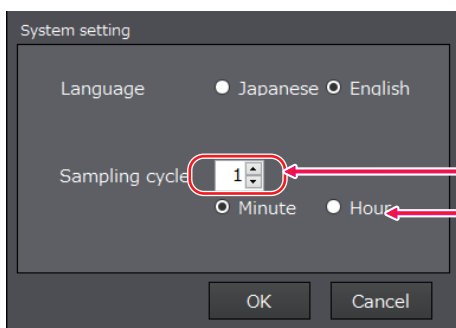 System setting
Language Japanese English
Sampling cycle 1
Minute Hour
OK Cancel